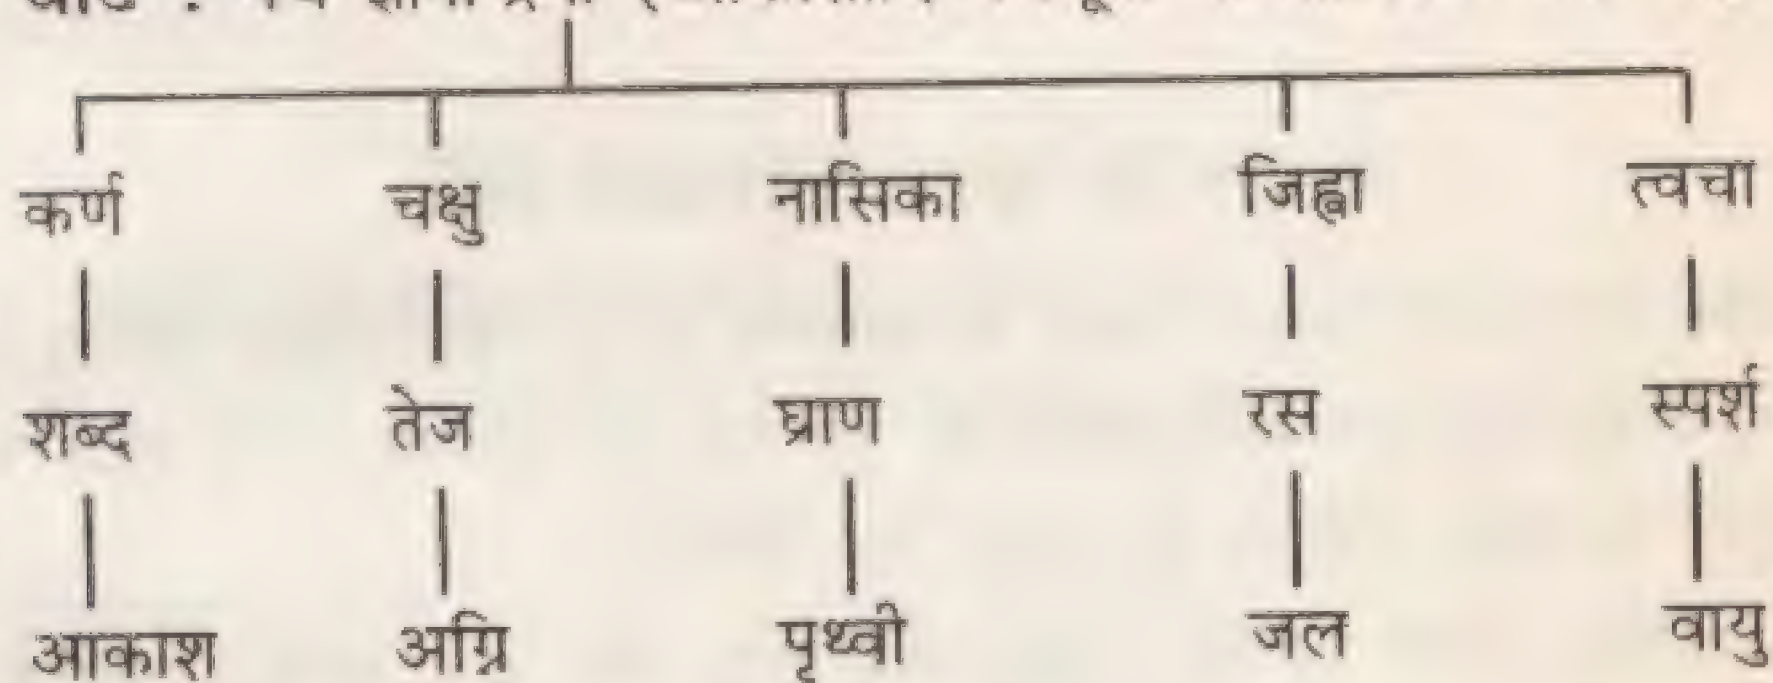 कर्ण चक्षु नासिका जिह्वा त्वचा
शब्द तेज घ्राण रस स्पर्श
आकाश अग्नि पृथ्वी जल वायु